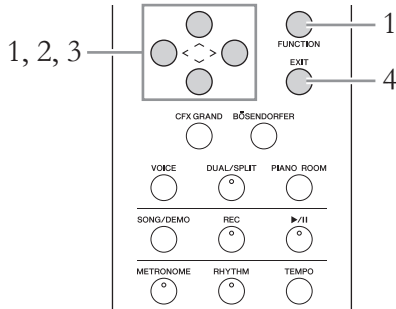 1
FUNCTION
1, 2, 3
< >
EXIT
4
CFX GRAND BÖSENDORFER
VOICE DUAL/SPLIT PIANO ROOM
SONG/DEMO REC ▶/II
METRONOME RHYTHM TEMPO